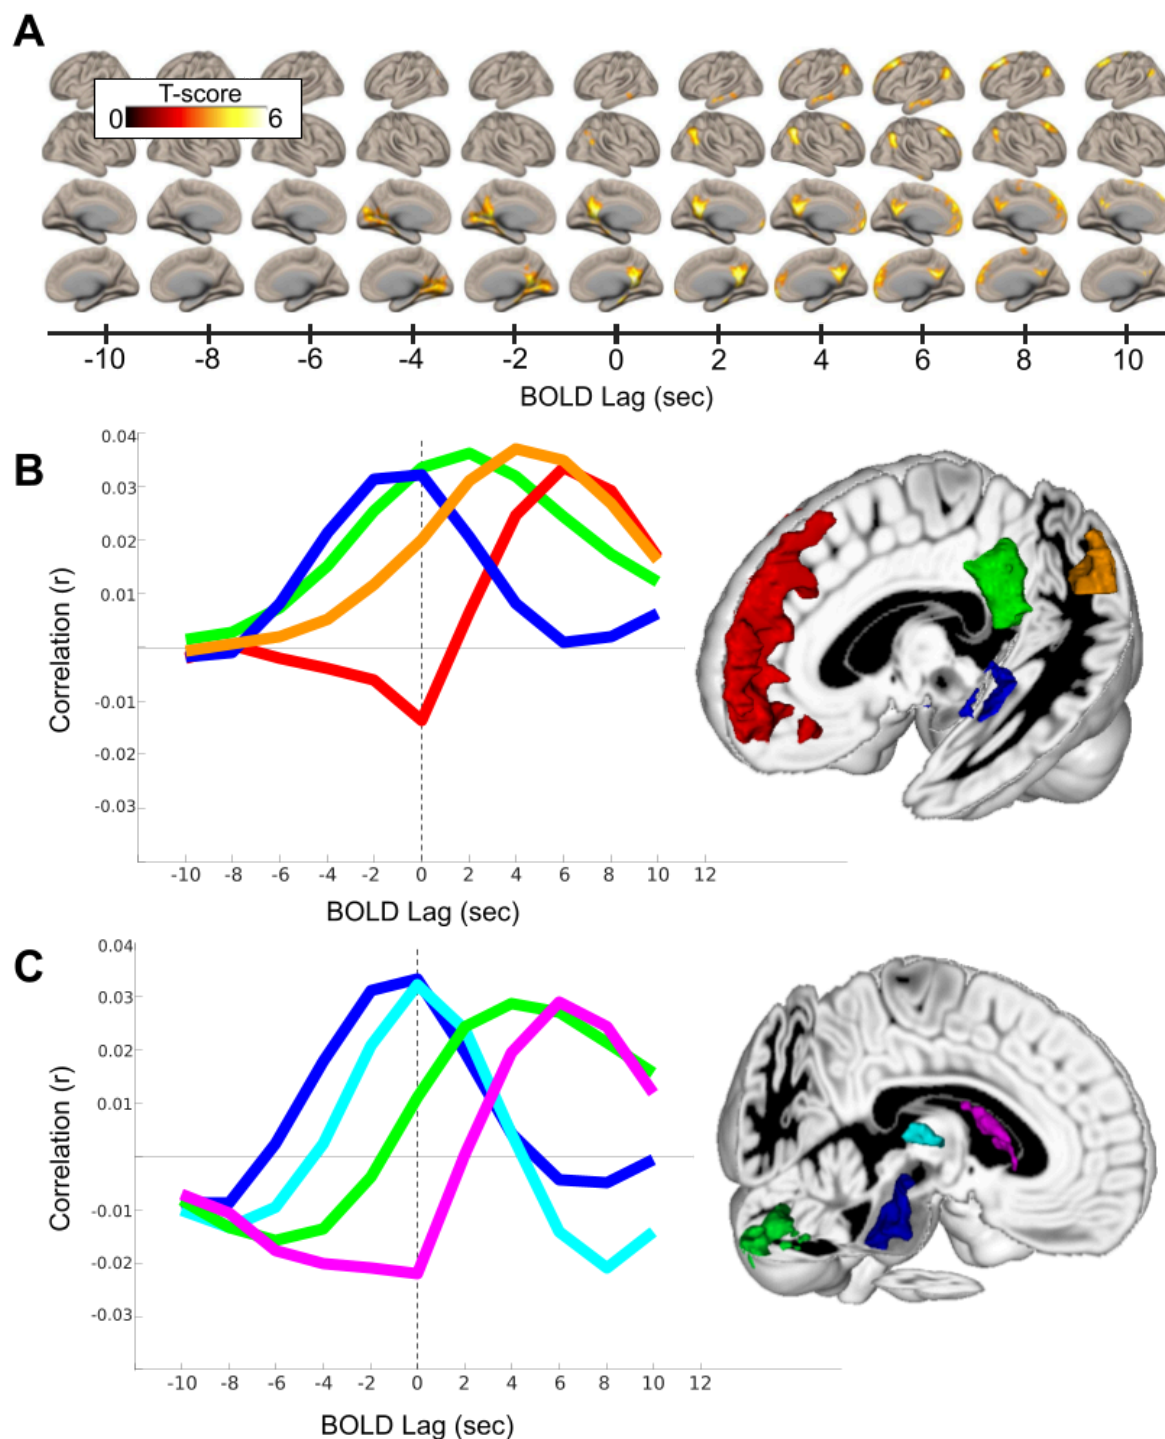 A
T-score
0 6
-10 -8 -6 -4 -2 0 2 4 6 8 10
BOLD Lag (sec)
B
0.04
0.03
0.02
0.01
-0.01
-0.02
-0.03
Correlation (r)
-10 -8 -6 -4 -2 0 2 4 6 8 10 12
BOLD Lag (sec)
C
0.04
0.03
0.02
0.01
-0.01
-0.02
-0.03
Correlation (r)
-10 -8 -6 -4 -2 0 2 4 6 8 10 12
BOLD Lag (sec)